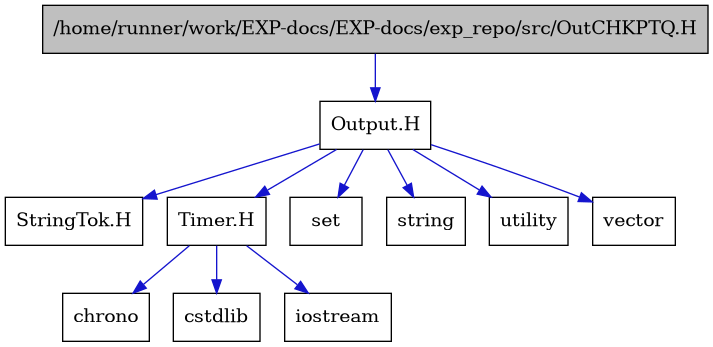 /home/runner/work/EXP-docs/EXP-docs/exp_repo/src/OutCHKPTQ.H
Output.H
StringTok.H
Timer.H
set
string
utility
vector
chrono
cstdlib
iostream